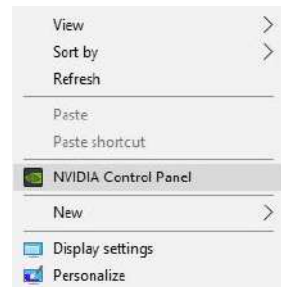 View
Sort by
Refresh
Paste
Paste shortcut
NVIDIA Control Panel
New
Display settings
Personalize